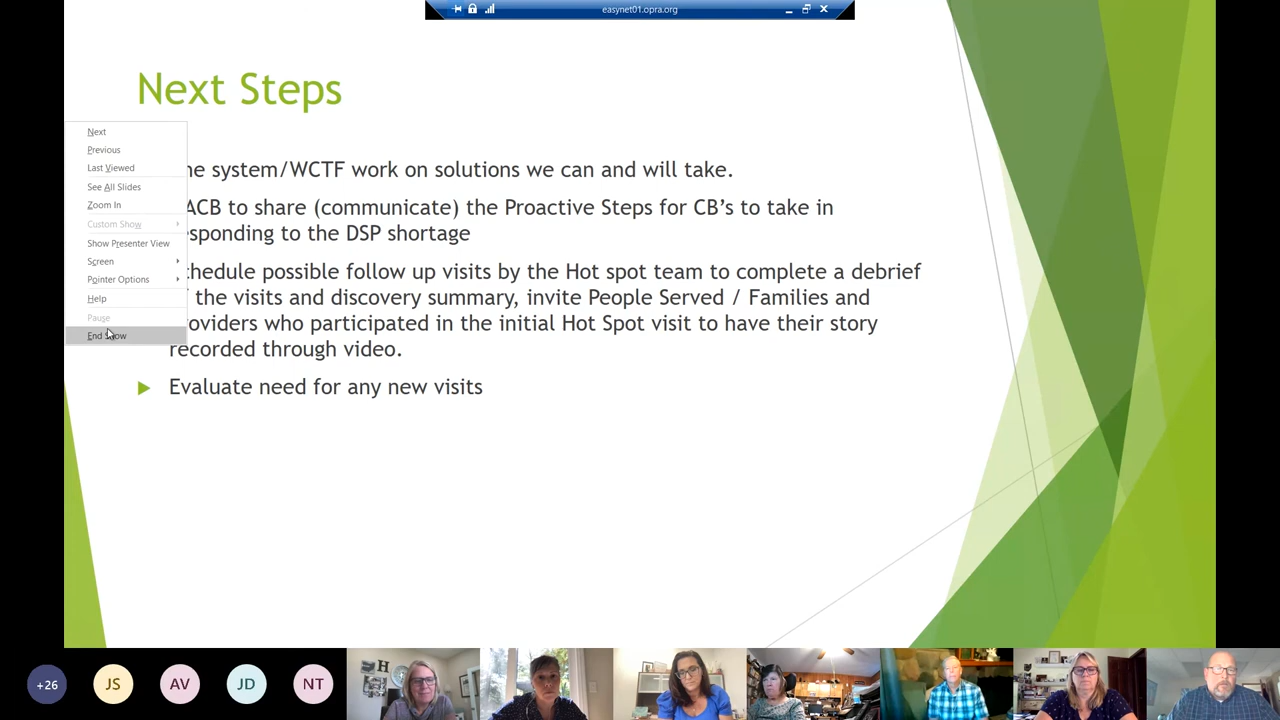 easynet01.opra.org
Next Steps
Next
Previous
Last Viewed
See All Slides
Zoom In
Custom Show
Show Presenter View
Screen
Pointer Options
Help
Pause
End Show
he system/WCTF work on solutions we can and will take.
ACB to share (communicate) the Proactive Steps for CB's to take in
sponding to the DSP shortage
chedule possible follow up visits by the Hot spot team to complete a debrief
the visits and discovery summary, invite People Served / Families and
roviders who participated in the initial Hot Spot visit to have their story
recorded through video.
Evaluate need for any new visits
+26
JS
AV
JD
NT
H